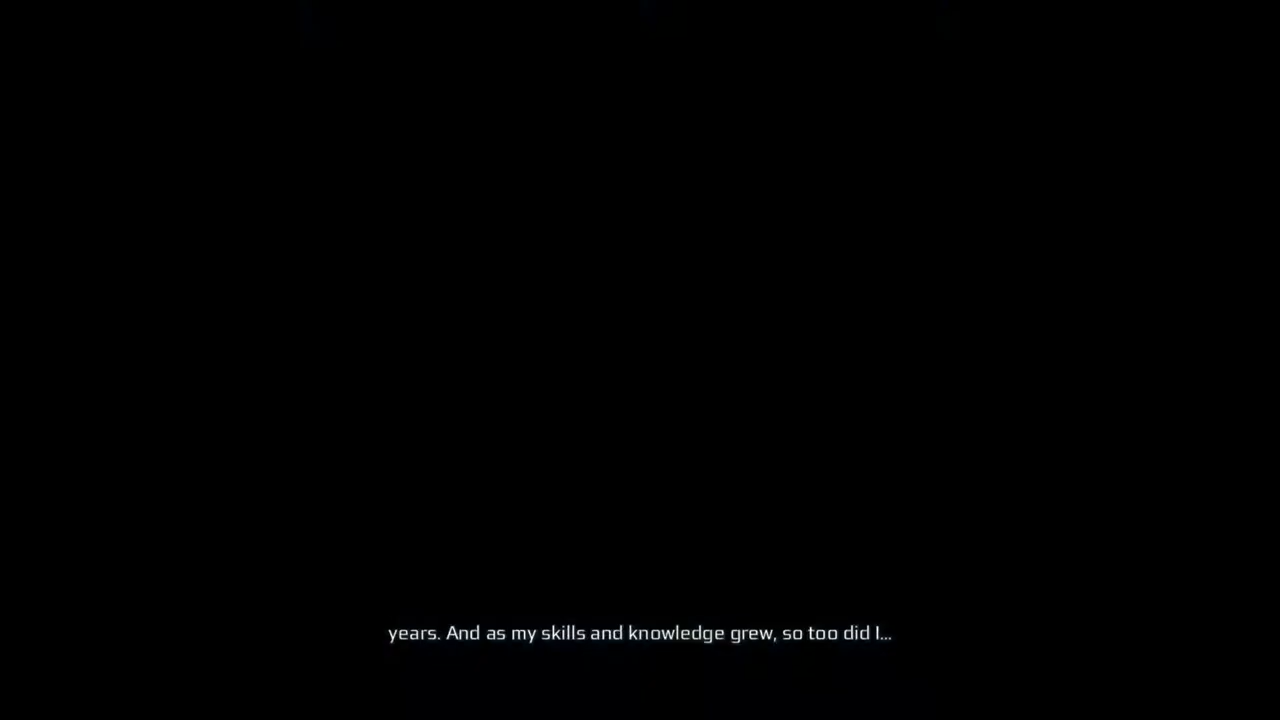 years. And as my skills and knowledge grew, so too did I...